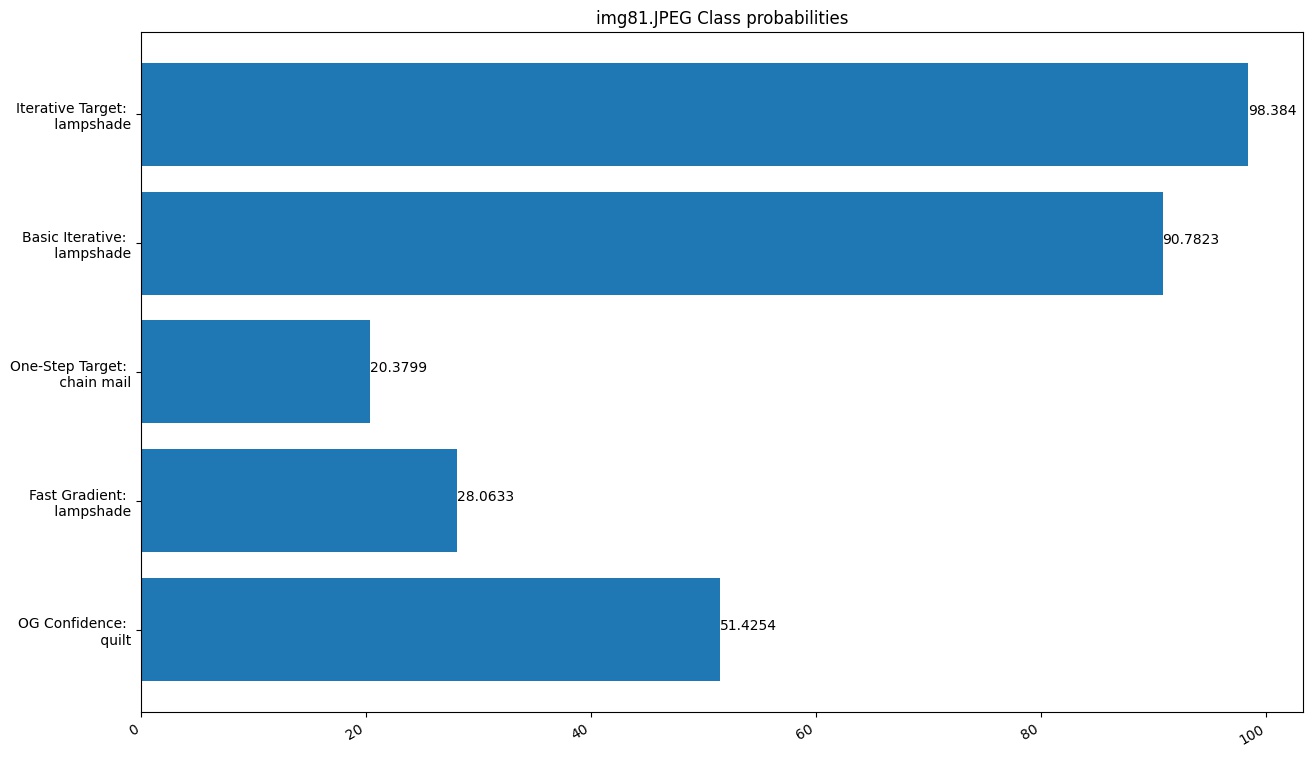 img81.JPEG Class probabilities
Iterative Target:
lampshade
98.384
Basic Iterative:
lampshade
90.7823
One-Step Target:
chain mail
20.3799
Fast Gradient:
lampshade
28.0633
OG Confidence:
quilt
51.4254
0 20 40 60 80 100